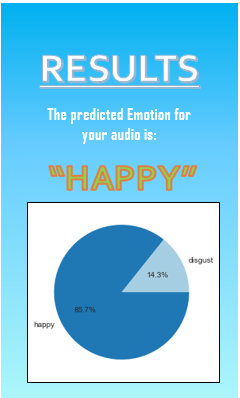 RESULTS
The predicted Emotion for
your audio is:
“HAPPY”
disgust
14.3%
85.7%
happy